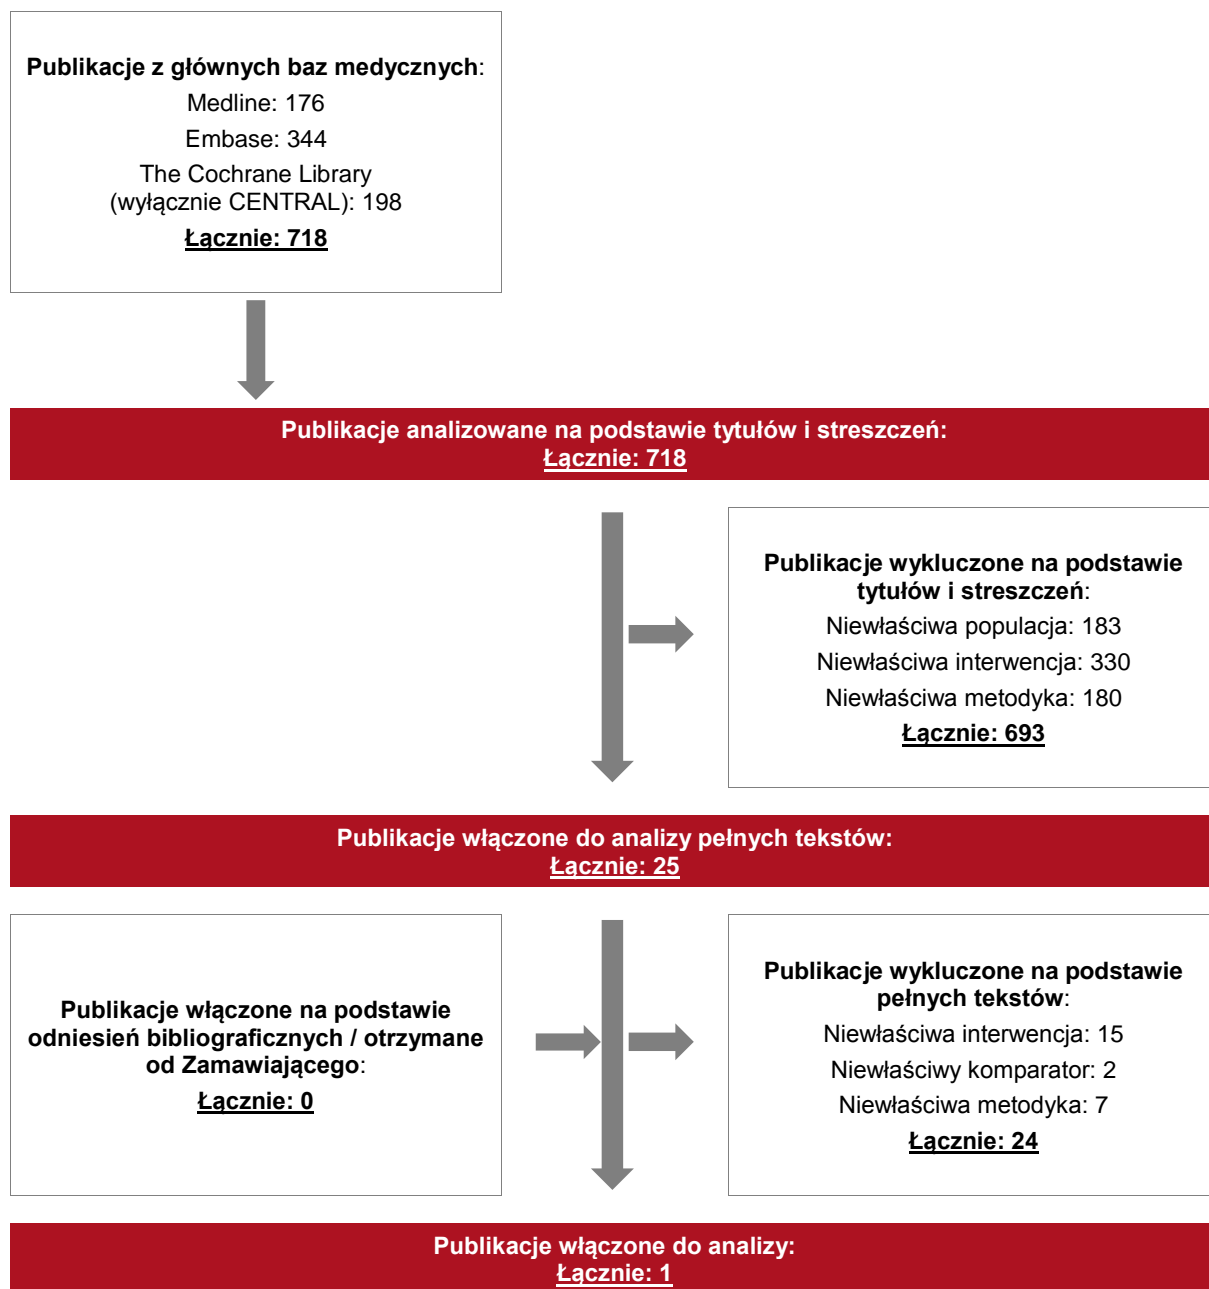 Publikacje z głównych baz medycznych:
Medline: 176
Embase: 344
The Cochrane Library
(wyłącznie CENTRAL): 198
Łącznie: 718
Publikacje analizowane na podstawie tytułów i streszczeń:
Łącznie: 718
Publikacje wykluczone na podstawie
tytułów i streszczeń:
Niewłaściwa populacja: 183
Niewłaściwa interwencja: 330
Niewłaściwa metodyka: 180
Łącznie: 693
Publikacje włączone do analizy pełnych tekstów:
Łącznie: 25
Publikacje włączone na podstawie
odniesień bibliograficznych / otrzymane
od Zamawiającego:
Łącznie: 0
Publikacje wykluczone na podstawie
pełnych tekstów:
Niewłaściwa interwencja: 15
Niewłaściwy komparator: 2
Niewłaściwa metodyka: 7
Łącznie: 24
Publikacje włączone do analizy:
Łącznie: 1